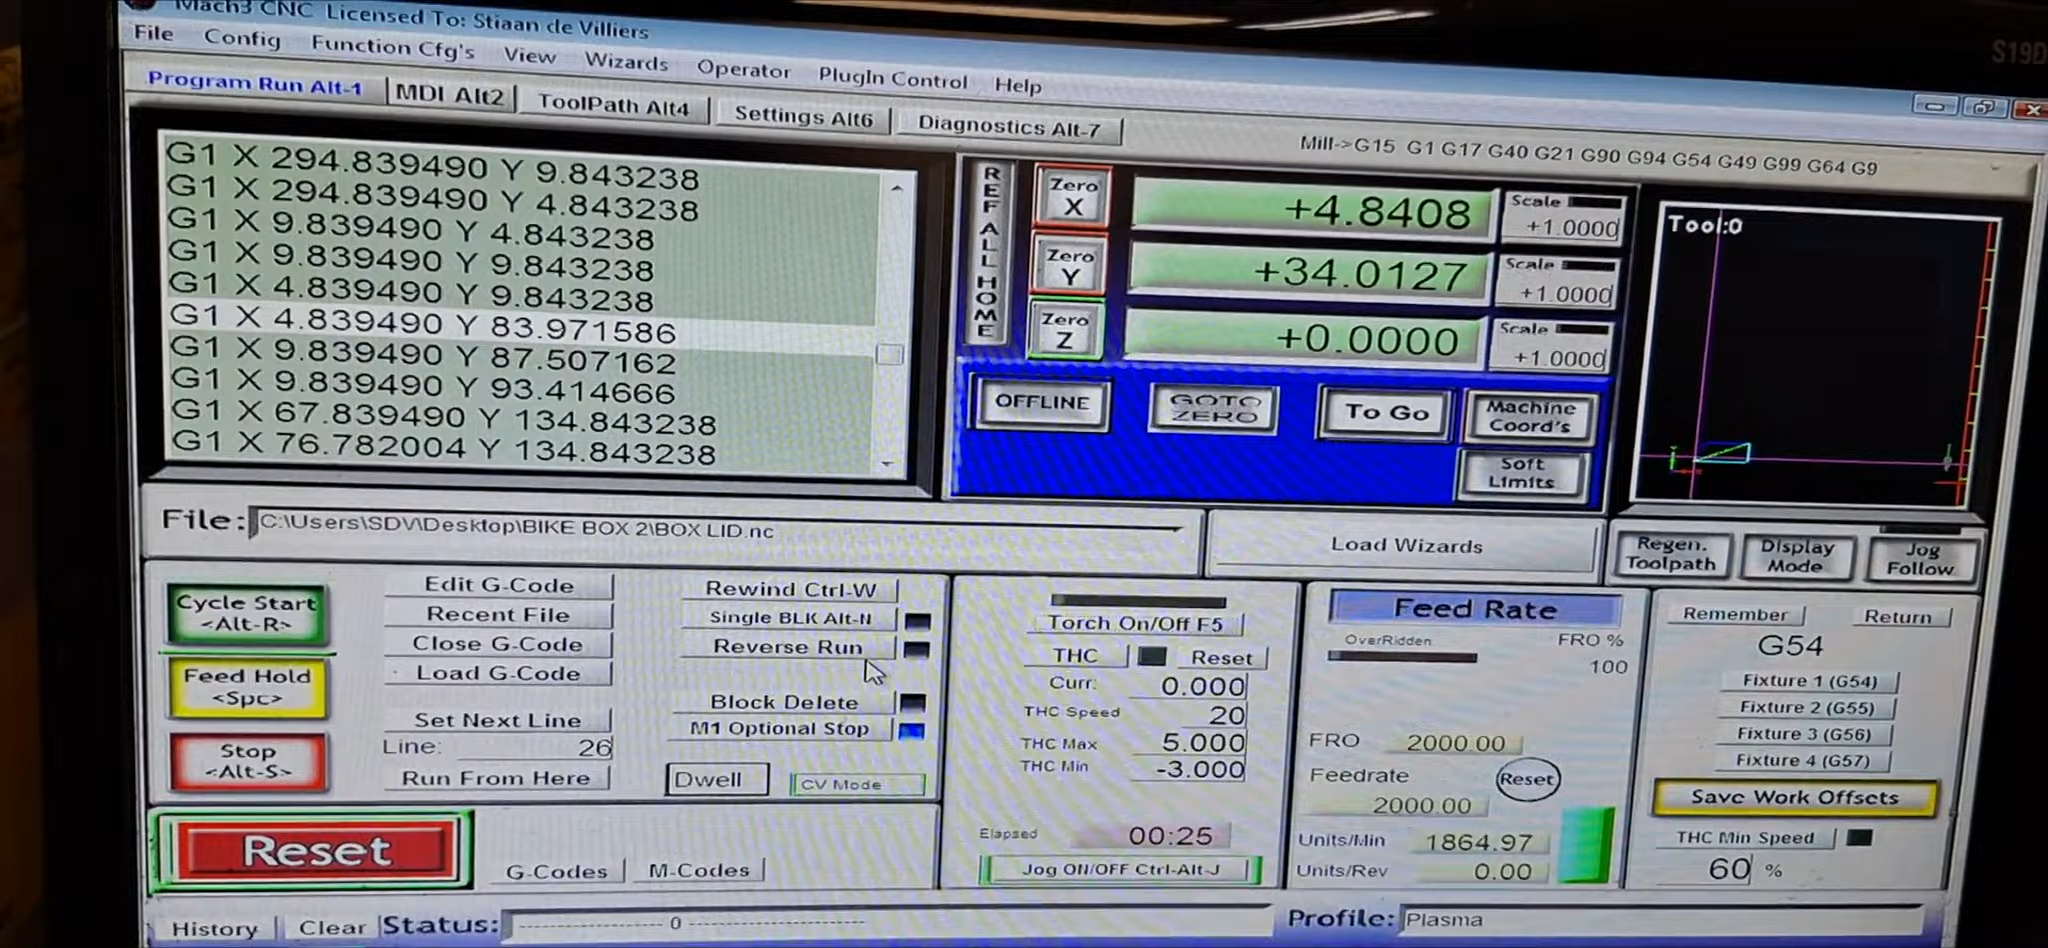 Mach3 CNC Licensed To: Stiaan de Villiers
S19D
File Config Function Cfg's View Wizards Operator PlugIn Control Help
Program Run Alt-1 MDI Alt2 ToolPath Alt4 Settings Alt6 Diagnostics Alt-7
Mill->G15 G1 G17 G40 G21 G90 G94 G54 G49 G99 G64 G9
G1 X 294.839490 Y 9.843238
G1 X 294.839490 Y 4.843238
G1 X 9.839490 Y 4.843238
G1 X 9.839490 Y 9.843238
G1 X 4.839490 Y 9.843238
G1 X 4.839490 Y 83.971586
G1 X 9.839490 Y 87.507162
G1 X 9.839490 Y 93.414666
G1 X 67.839490 Y 134.843238
G1 X 76.782004 Y 134.843238
REF ALL HOME
Zero X +4.8408 Scale +1.0000
Zero Y +34.0127 Scale +1.0000
Zero Z +0.0000 Scale +1.0000
OFFLINE GOTO ZERO To Go Machine Coord's
Soft Limits
Tool:0
File: C:\Users\SDV\Desktop\BIKE BOX 2\BOX LID.nc
Load Wizards
Regen. Toolpath Display Mode Jog Follow
Cycle Start <Alt-R>
Feed Hold <Spc>
Stop <Alt-S>
Edit G-Code
Recent File
Close G-Code
Load G-Code
Set Next Line
Line: 26
Run From Here
Rewind Ctrl-W
Single BLK Alt-N
Reverse Run
Block Delete
M1 Optional Stop
Dwell CV Mode
Reset
G-Codes M-Codes
Torch On/Off F5
THC Reset
Curr: 0.000
THC Speed 20
THC Max 5.000
THC Min -3.000
Elapsed 00:25
Jog ON/OFF Ctrl-Alt-J
Feed Rate
OverRidden FRO %
100
FRO 2000.00
Feedrate Reset
2000.00
Units/Min 1864.97
Units/Rev 0.00
Remember Return
G54
Fixture 1 (G54)
Fixture 2 (G55)
Fixture 3 (G56)
Fixture 4 (G57)
Save Work Offsets
THC Min Speed
60 %
History Clear Status: 0
Profile: Plasma